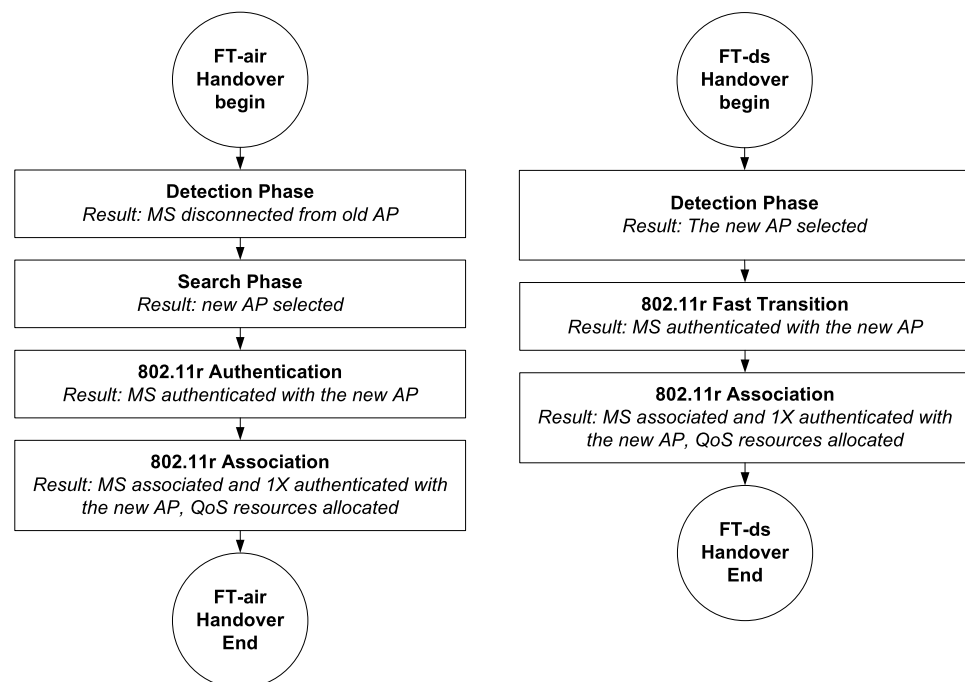 FT-air
Handover
begin
Detection Phase
Result: MS disconnected from old AP
Search Phase
Result: new AP selected
802.11r Authentication
Result: MS authenticated with the new AP
802.11r Association
Result: MS associated and 1X authenticated with
the new AP, QoS resources allocated
FT-air
Handover
End
FT-ds
Handover
begin
Detection Phase
Result: The new AP selected
802.11r Fast Transition
Result: MS authenticated with the new AP
802.11r Association
Result: MS associated and 1X authenticated with
the new AP, QoS resources allocated
FT-ds
Handover
End